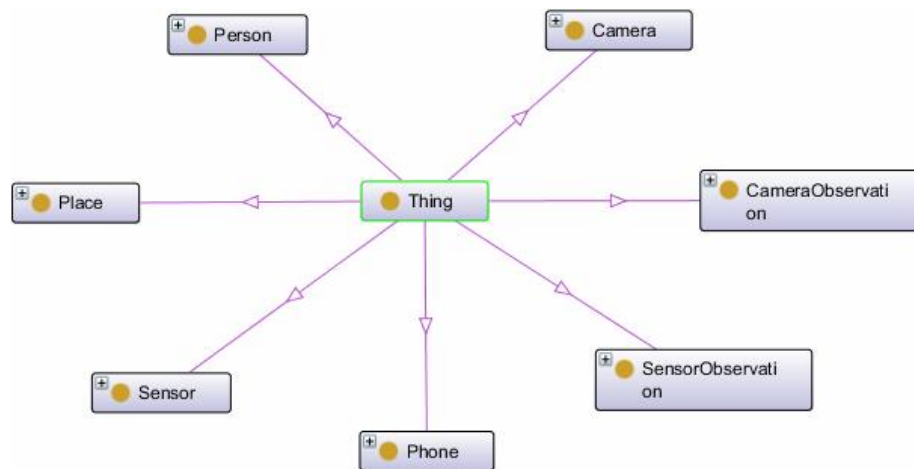 Person
Camera
Place
Thing
CameraObservati
on
Sensor
SensorObservati
on
Phone